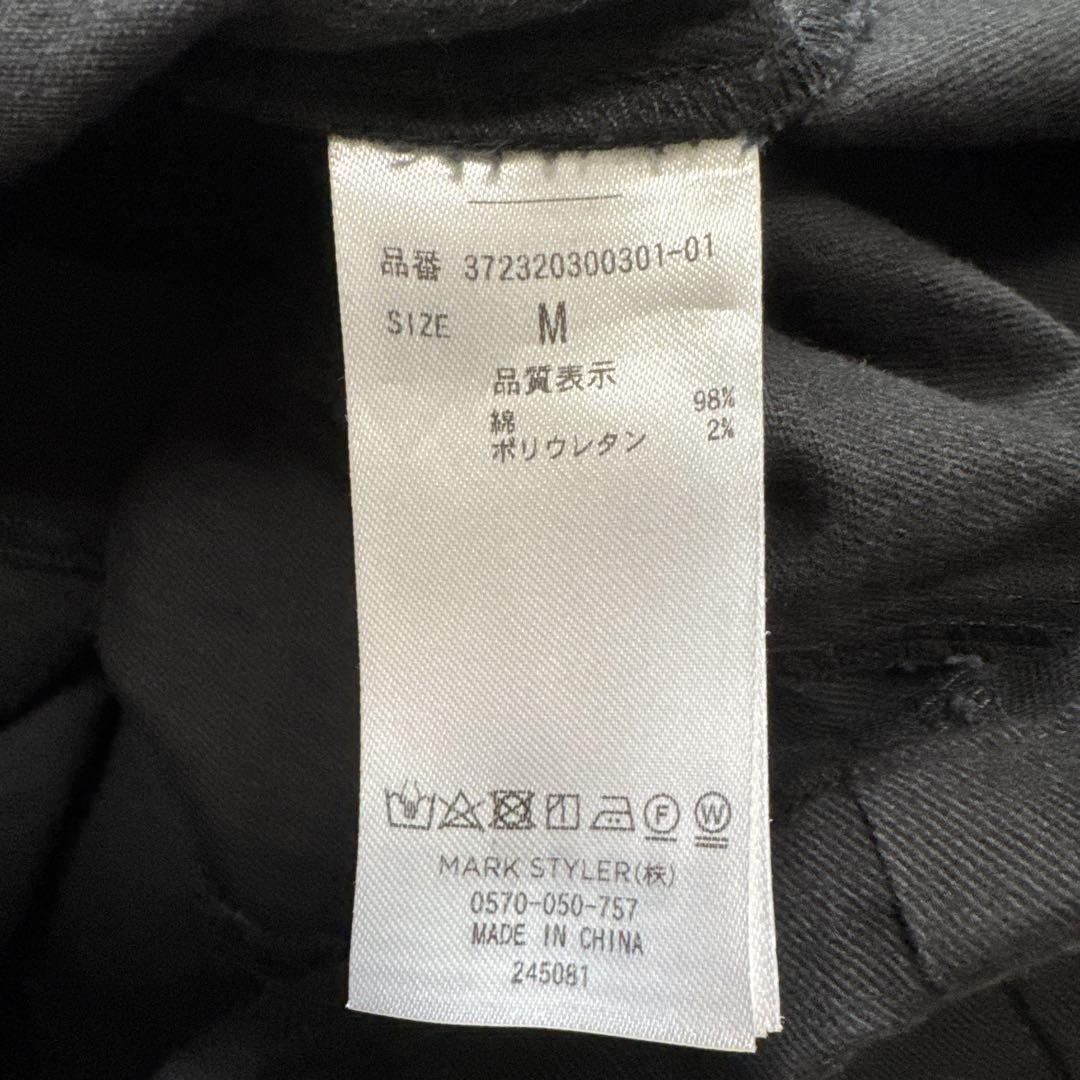 品番 372320300301-01
SIZE M
品質表示
綿 98%
ポリウレタン 2%
F W
MARK STYLER(株)
0570-050-757
MADE IN CHINA
245081